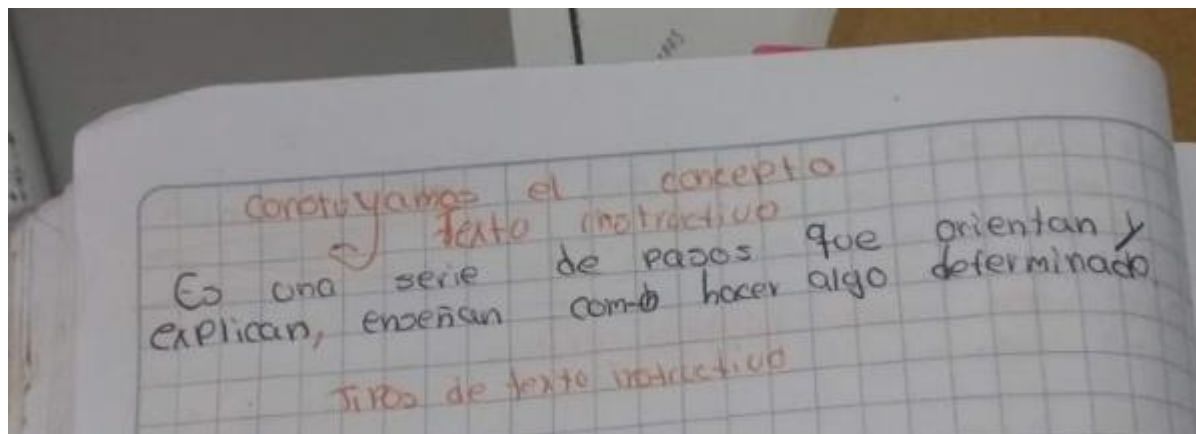 Construyamos el concepto
Texto instructivo
Es una serie de pasos que orientan y
explican, enseñan como hacer algo determinado
Tipos de texto instructivo